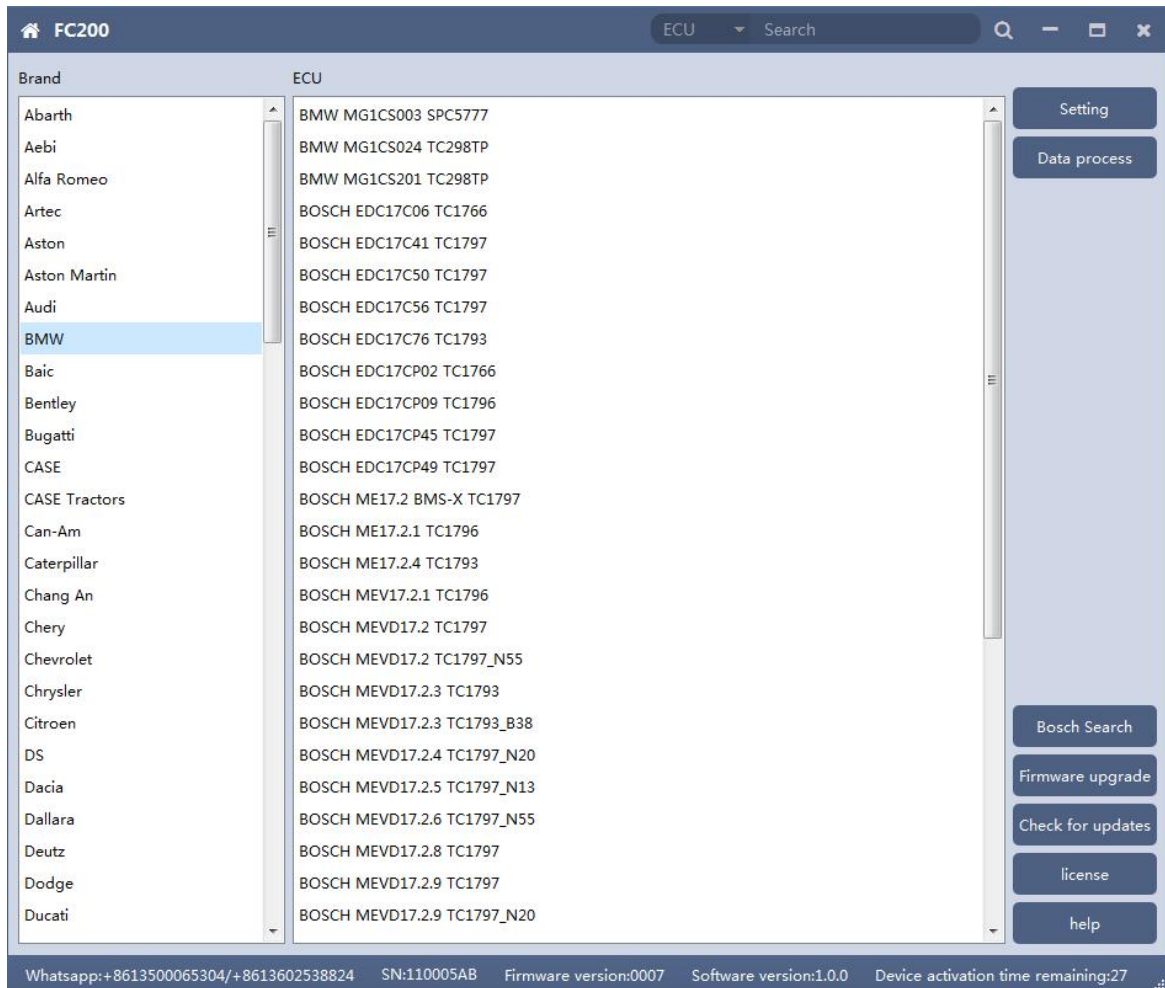 FC200
ECU
Search
Brand
Abarth
Aebi
Alfa Romeo
Artec
Aston
Aston Martin
Audi
BMW
Baic
Bentley
Bugatti
CASE
CASE Tractors
Can-Am
Caterpillar
Chang An
Chery
Chevrolet
Chrysler
Citroen
DS
Dacia
Dallara
Deutz
Dodge
Ducati
ECU
BMW MG1CS003 SPC5777
BMW MG1CS024 TC298TP
BMW MG1CS201 TC298TP
BOSCH EDC17C06 TC1766
BOSCH EDC17C41 TC1797
BOSCH EDC17C50 TC1797
BOSCH EDC17C56 TC1797
BOSCH EDC17C76 TC1793
BOSCH EDC17CP02 TC1766
BOSCH EDC17CP09 TC1796
BOSCH EDC17CP45 TC1797
BOSCH EDC17CP49 TC1797
BOSCH ME17.2 BMS-X TC1797
BOSCH ME17.2.1 TC1796
BOSCH ME17.2.4 TC1793
BOSCH MEV17.2.1 TC1796
BOSCH MEVD17.2 TC1797
BOSCH MEVD17.2 TC1797_N55
BOSCH MEVD17.2.3 TC1793
BOSCH MEVD17.2.3 TC1793_B38
BOSCH MEVD17.2.4 TC1797_N20
BOSCH MEVD17.2.5 TC1797_N13
BOSCH MEVD17.2.6 TC1797_N55
BOSCH MEVD17.2.8 TC1797
BOSCH MEVD17.2.9 TC1797
BOSCH MEVD17.2.9 TC1797_N20
Setting
Data process
Bosch Search
Firmware upgrade
Check for updates
license
help
Whatsapp:+8613500065304/+8613602538824 SN:110005AB Firmware version:0007 Software version:1.0.0 Device activation time remaining:27